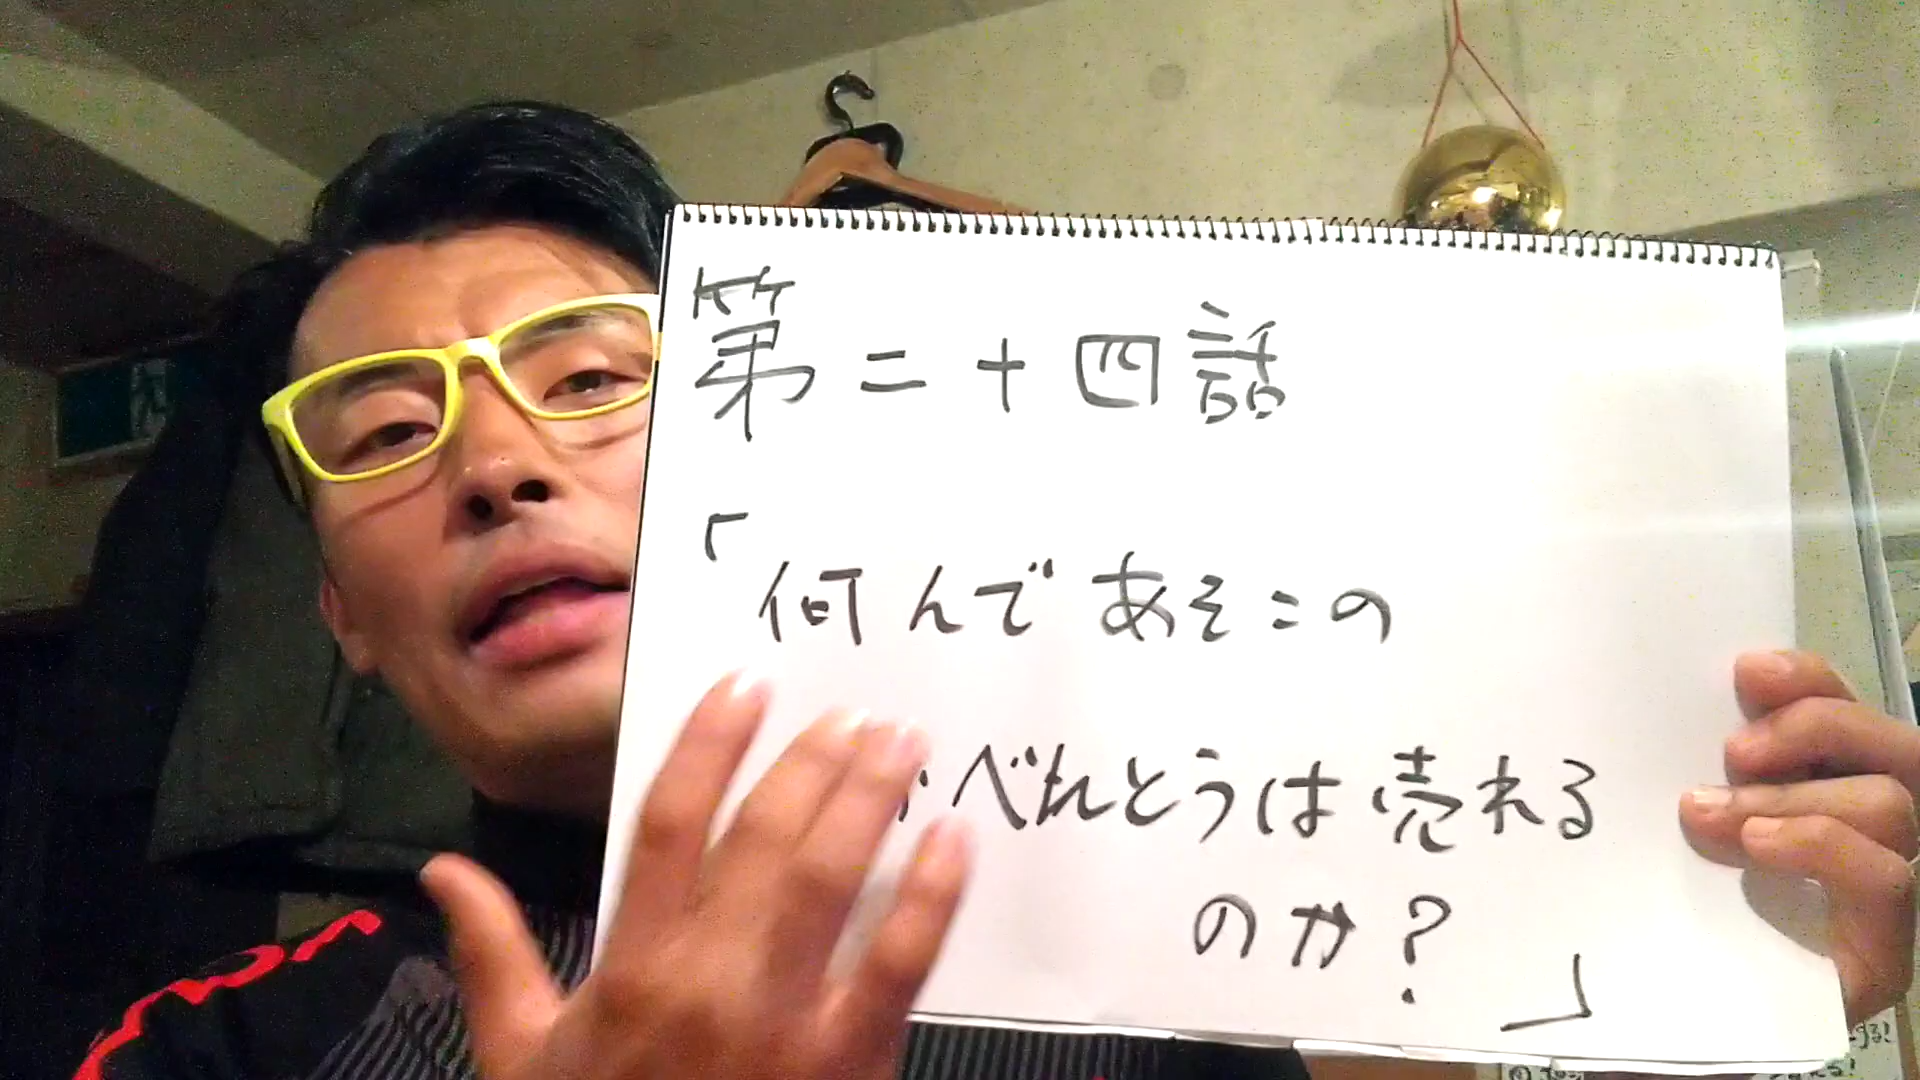 第二十四話
「何んであそこの
べんとうは売れる
のか?」